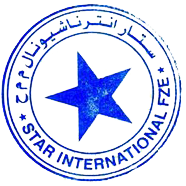 ستار انترناشيونال م م ح
★ STAR INTERNATIONAL FZE ★